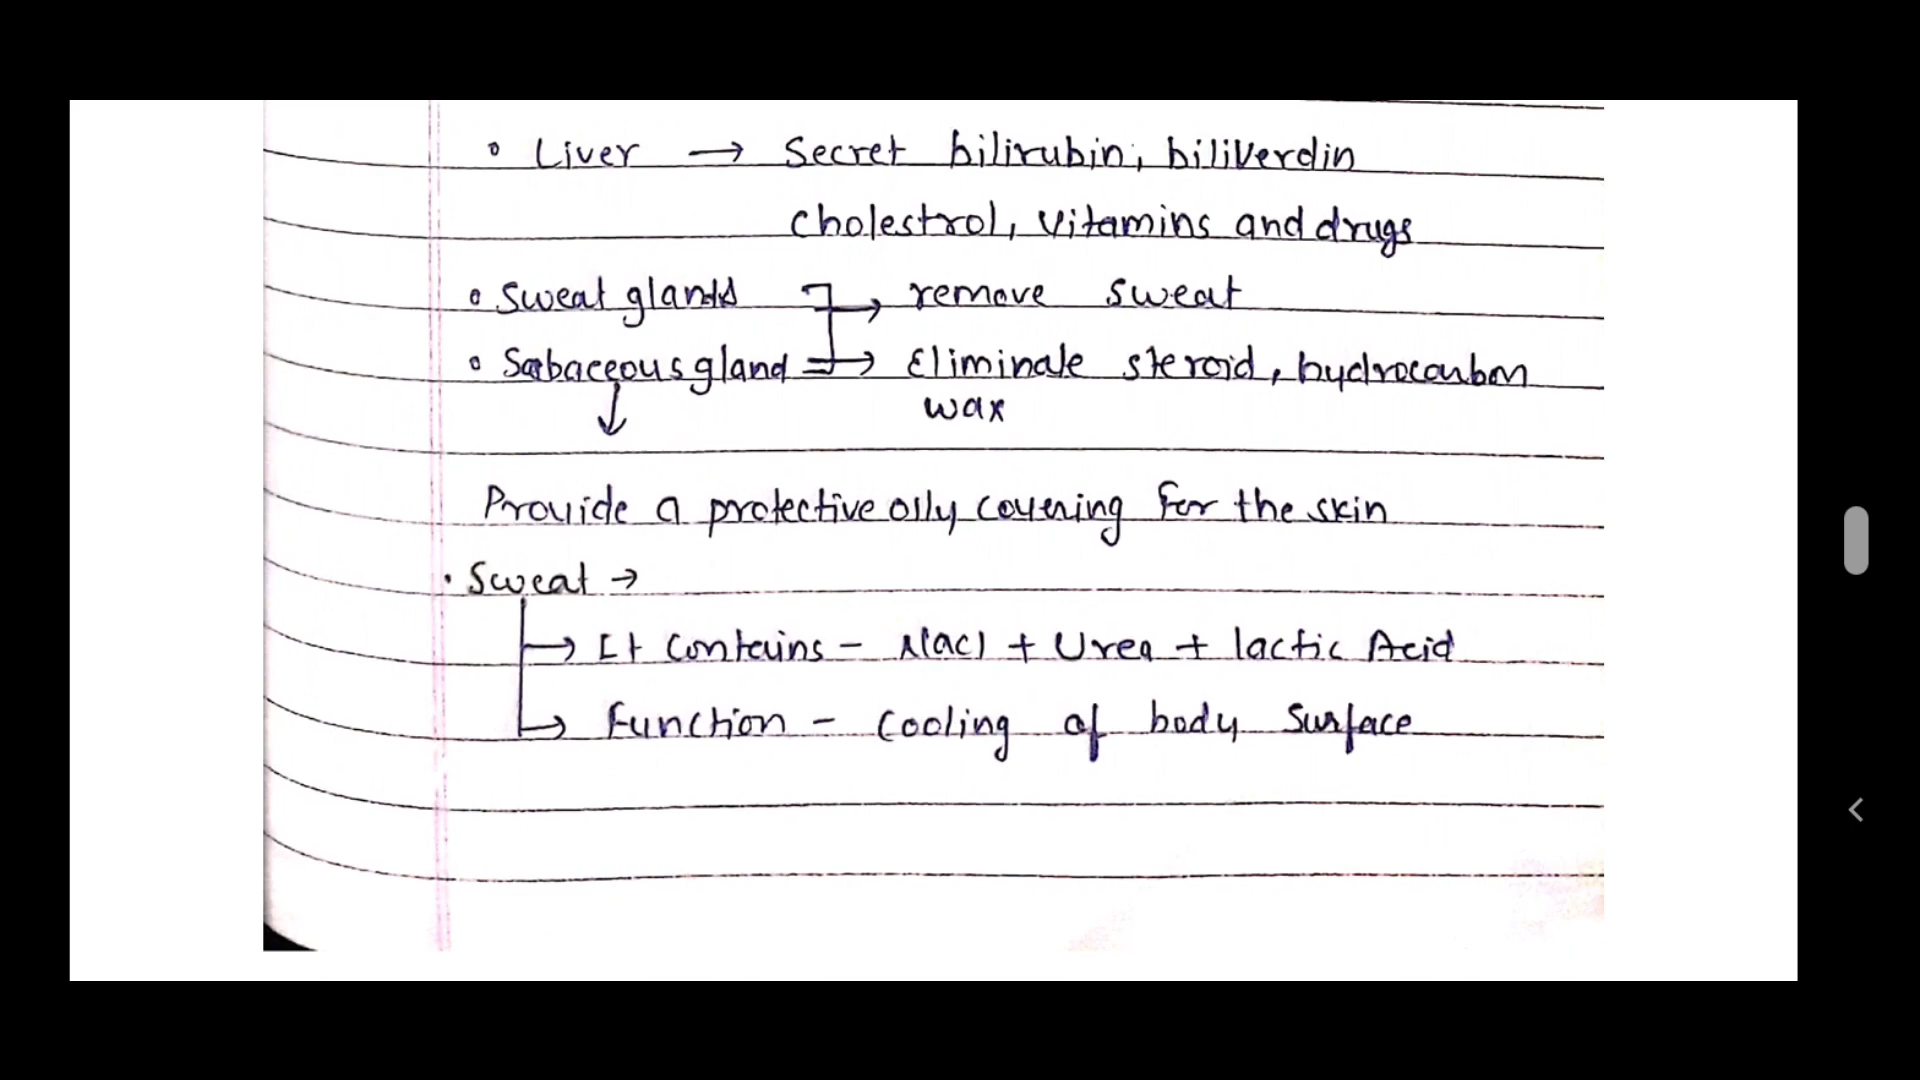 • Liver → Secret bilirubin, biliverdin
Cholestrol, vitamins and drugs
• Sweat glands → remove sweat
• Sabaceous gland → Eliminate steroid, hydrocarbon
wax
↓
Provide a protective oily covering for the skin
• Sweat →
→ It contains - Nacl + Urea + lactic Acid
→ Function - Cooling of body Surface